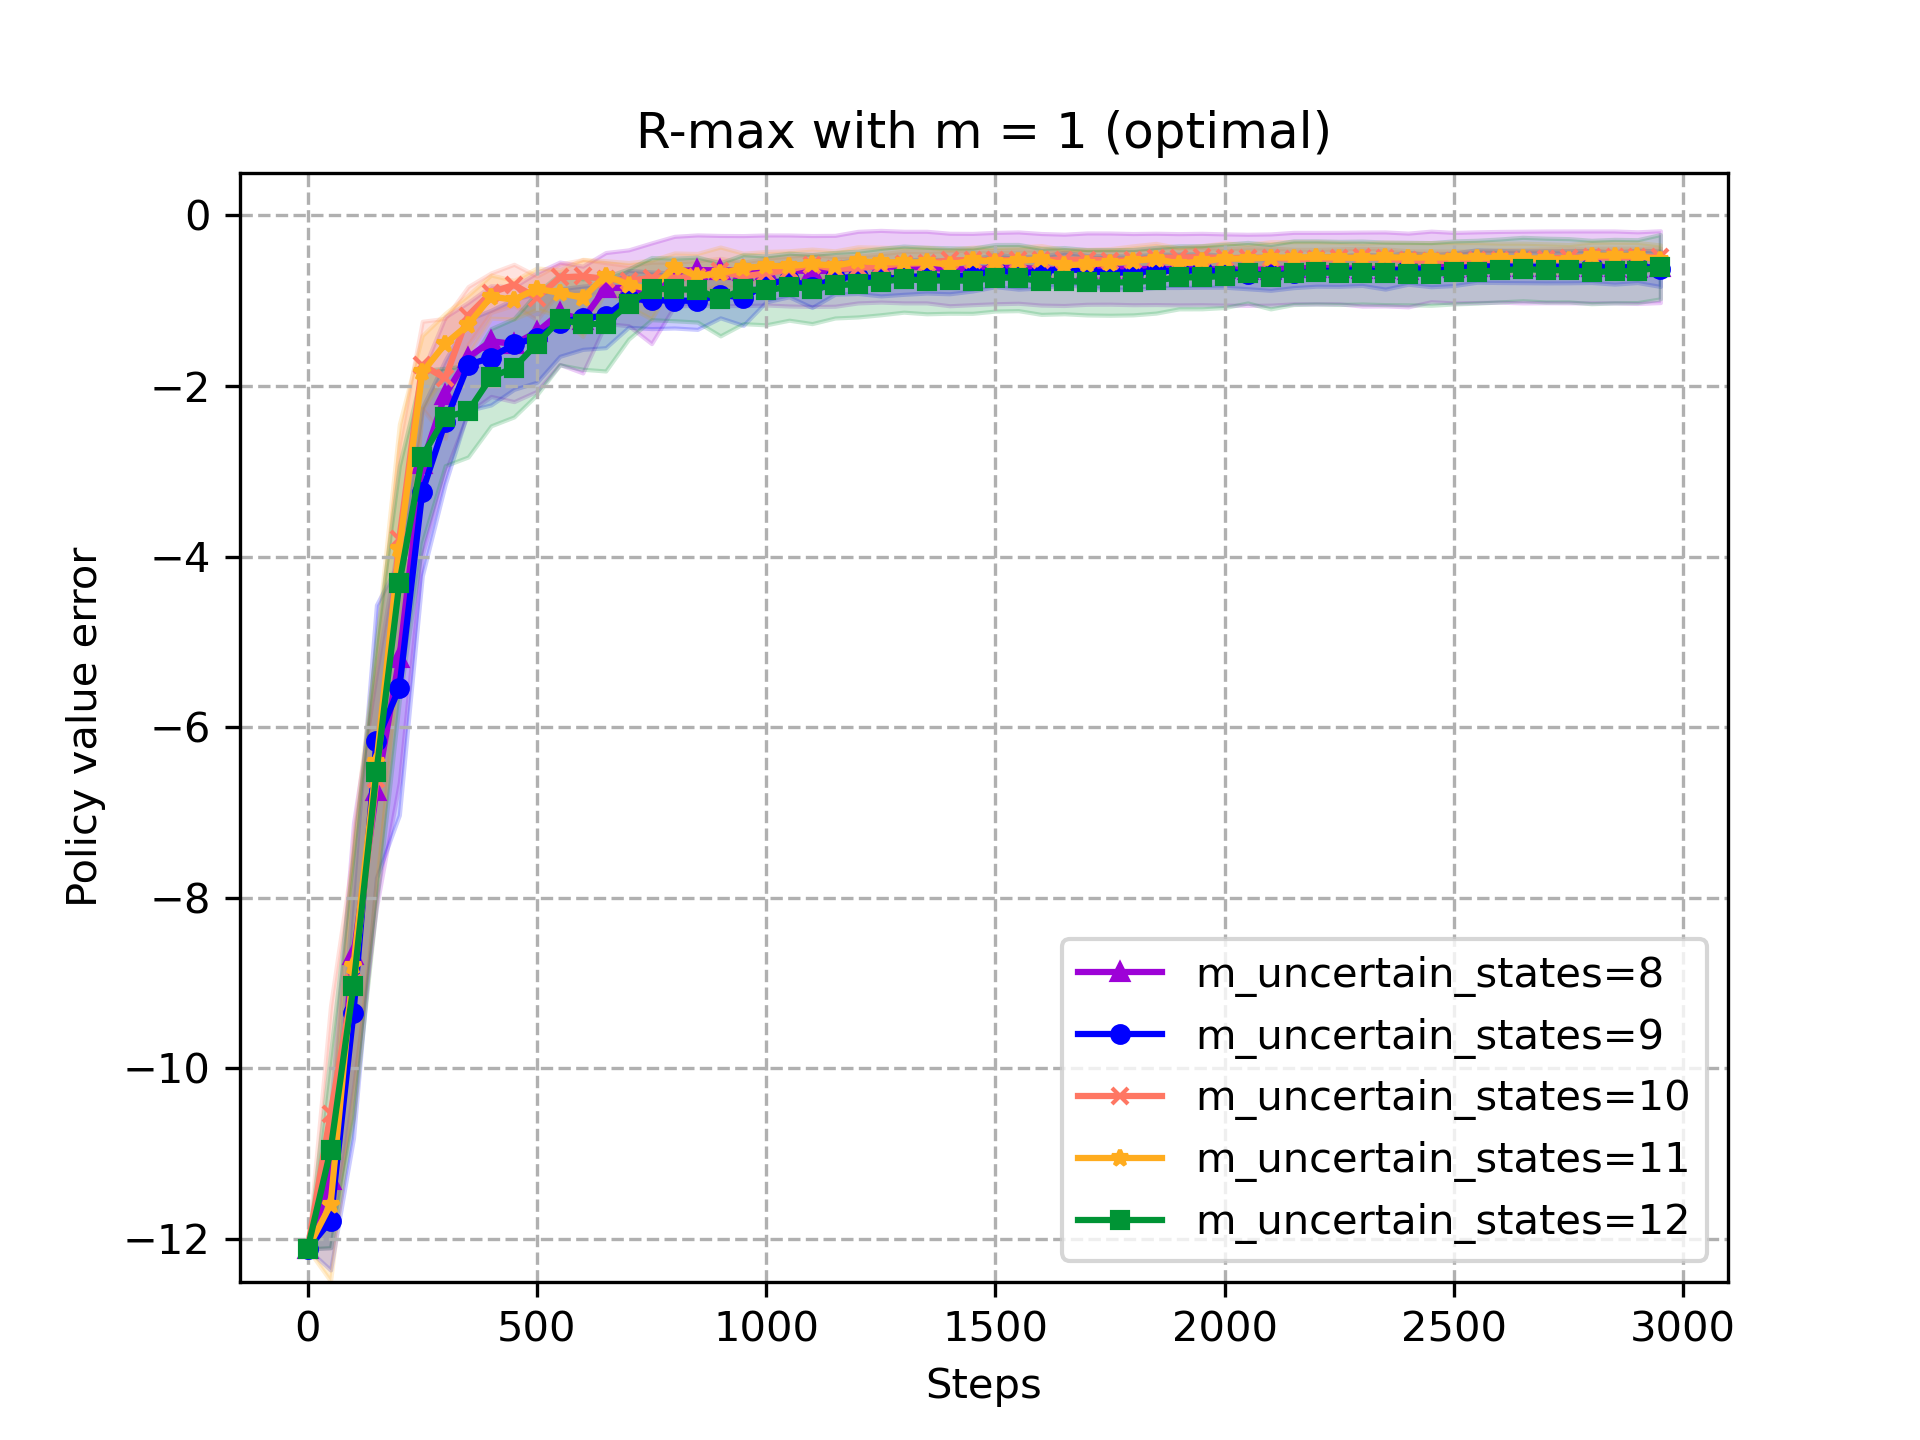 R-max with m = 1 (optimal)
Policy value error
0
−2
−4
−6
−8
−10
−12
m_uncertain_states=8
m_uncertain_states=9
m_uncertain_states=10
m_uncertain_states=11
m_uncertain_states=12
0 500 1000 1500 2000 2500 3000
Steps